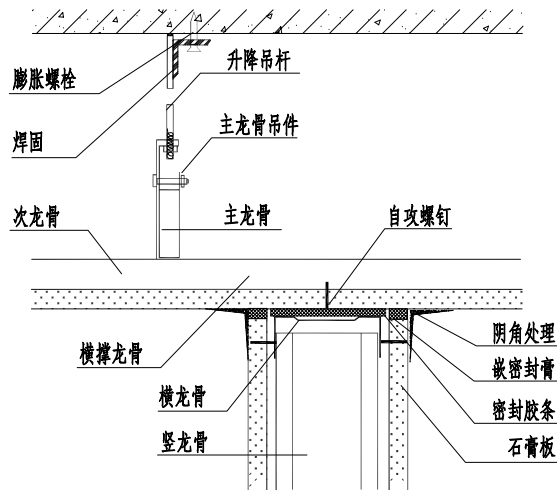 膨胀螺栓
升降吊杆
焊固
主龙骨吊件
次龙骨
主龙骨
自攻螺钉
横撑龙骨
阴角处理
嵌密封膏
横龙骨
密封胶条
竖龙骨
石膏板